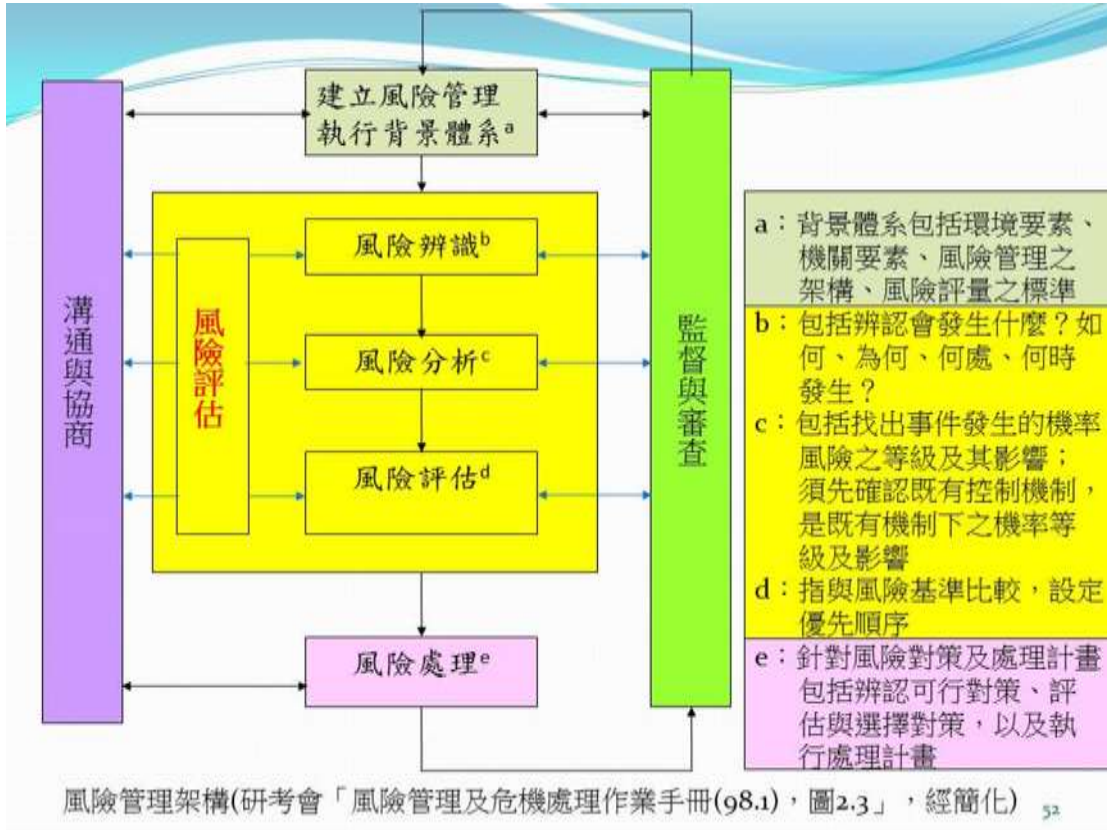 建立風險管理
執行背景體系a
溝通與協商
風險評估
風險辨識b
風險分析c
風險評估d
風險處理e
監督與審查
a：背景體系包括環境要素、
機關要素、風險管理之
架構、風險評量之標準
b：包括辨認會發生什麼？如
何、為何、何處、何時
發生？
c：包括找出事件發生的機率
風險之等級及其影響；
須先確認既有控制機制，
是既有機制下之機率等
級及影響
d：指與風險基準比較，設定
優先順序
e：針對風險對策及處理計畫
包括辨認可行對策、評
估與選擇對策，以及執
行處理計畫
風險管理架構(研考會「風險管理及危機處理作業手冊(98.1)，圖2.3」，經簡化)
52